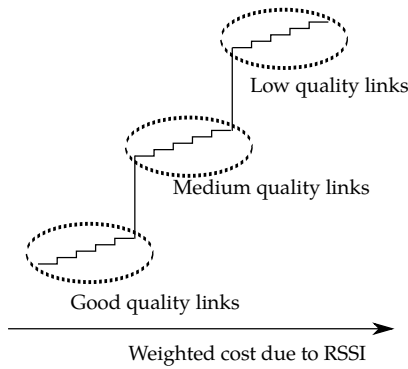 Low quality links
Medium quality links
Good quality links
Weighted cost due to RSSI